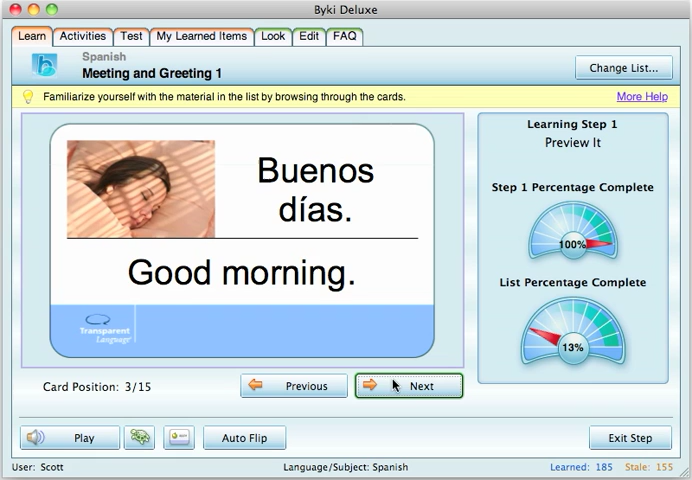 Byki Deluxe
Learn Activities Test My Learned Items Look Edit FAQ
Spanish
Meeting and Greeting 1
Change List...
Familiarize yourself with the material in the list by browsing through the cards.
More Help
Buenos
días.
Good morning.
Transparent
Language
Card Position: 3/15
Previous
Next
Learning Step 1
Preview It
Step 1 Percentage Complete
100%
List Percentage Complete
13%
Play
Auto Flip
Exit Step
User: Scott
Language/Subject: Spanish
Learned: 185
Stale: 155